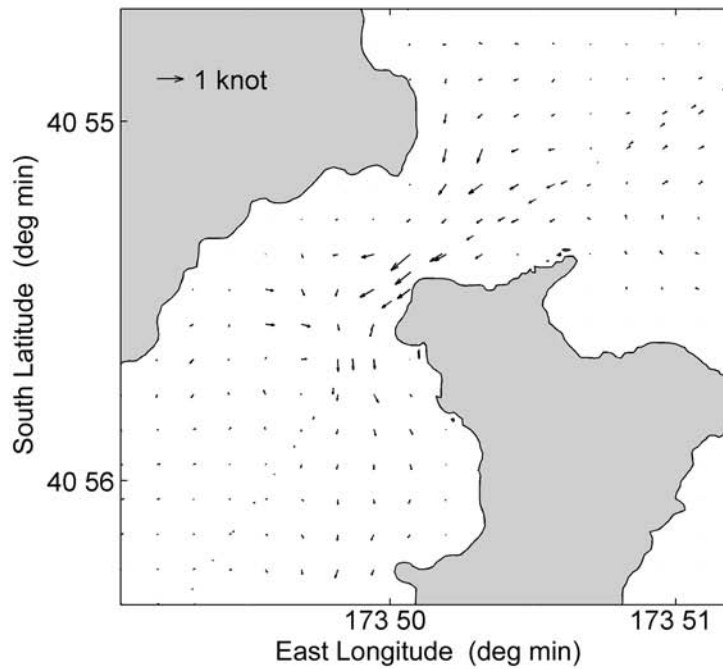 1 knot
40 55
South Latitude (deg min)
40 56
173 50
173 51
East Longitude (deg min)